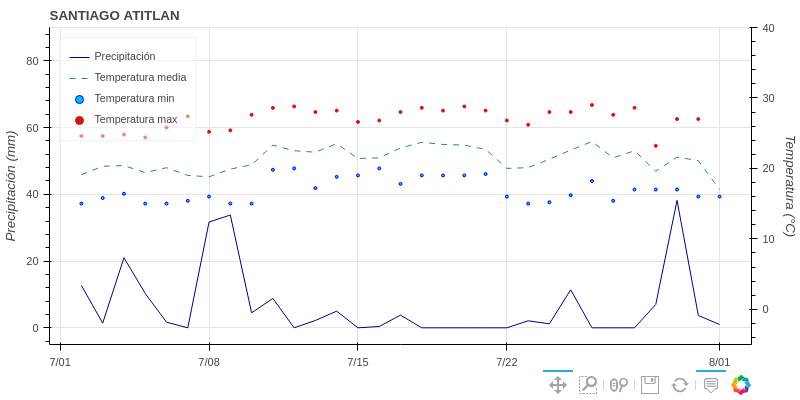 SANTIAGO ATITLAN
Precipitación
Temperatura media
Temperatura min
Temperatura max
Precipitación (mm)
0
20
40
60
80
Temperatura (°C)
0
10
20
30
40
7/01
7/08
7/15
7/22
8/01